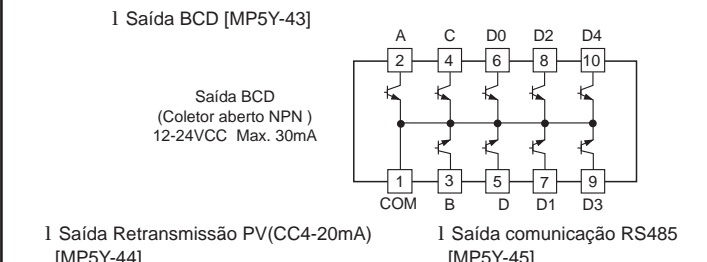 l Saída BCD [MP5Y-43]
A C D0 D2 D4
2 4 6 8 10
Saída BCD
(Coletor aberto NPN )
12-24VCC Max. 30mA
1 3 5 7 9
COM B D D1 D3
l Saída Retransmissão PV(CC4-20mA)
[MP5Y-44]
l Saída comunicação RS485
[MP5Y-45]